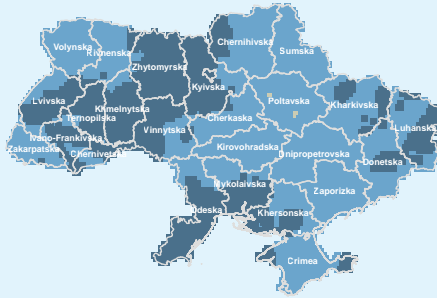 Chernihivska
Volynska
Rivnenska
Sumska
Zhytomyrska
Kyivska
Lvivska
Khmelnytska
Poltavska
Kharkivska
Ternopilska
Cherkaska
Vinnytska
Luhanska
Ivano-Frankivska
Zakarpatska
Chernivetska
Kirovohradska
Dnipropetrovska
Donetska
Mykolaivska
Zaporizka
Odeska
Khersonska
Crimea